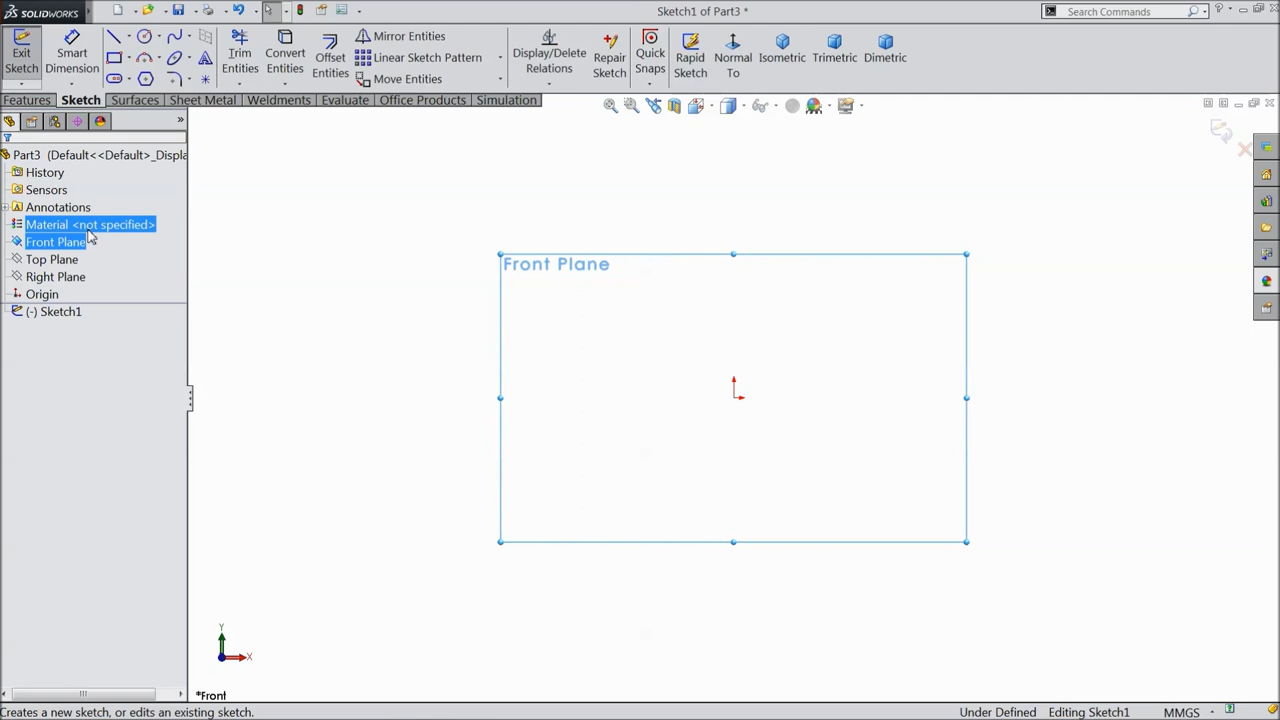 SOLIDWORKS
Sketch1 of Part3 *
Search Commands
Exit Sketch
Smart Dimension
Trim Entities
Convert Entities
Offset Entities
Mirror Entities
Linear Sketch Pattern
Move Entities
Display/Delete Relations
Repair Sketch
Quick Snaps
Rapid Sketch
Normal To
Isometric
Trimetric
Dimetric
Features
Sketch
Surfaces
Sheet Metal
Weldments
Evaluate
Office Products
Simulation
Part3 (Default<<Default>_Displa
History
Sensors
Annotations
Material <not specified>
Front Plane
Top Plane
Right Plane
Origin
(-) Sketch1
Front Plane
Y
X
*Front
Creates a new sketch, or edits an existing sketch.
Under Defined
Editing Sketch1
MMGS